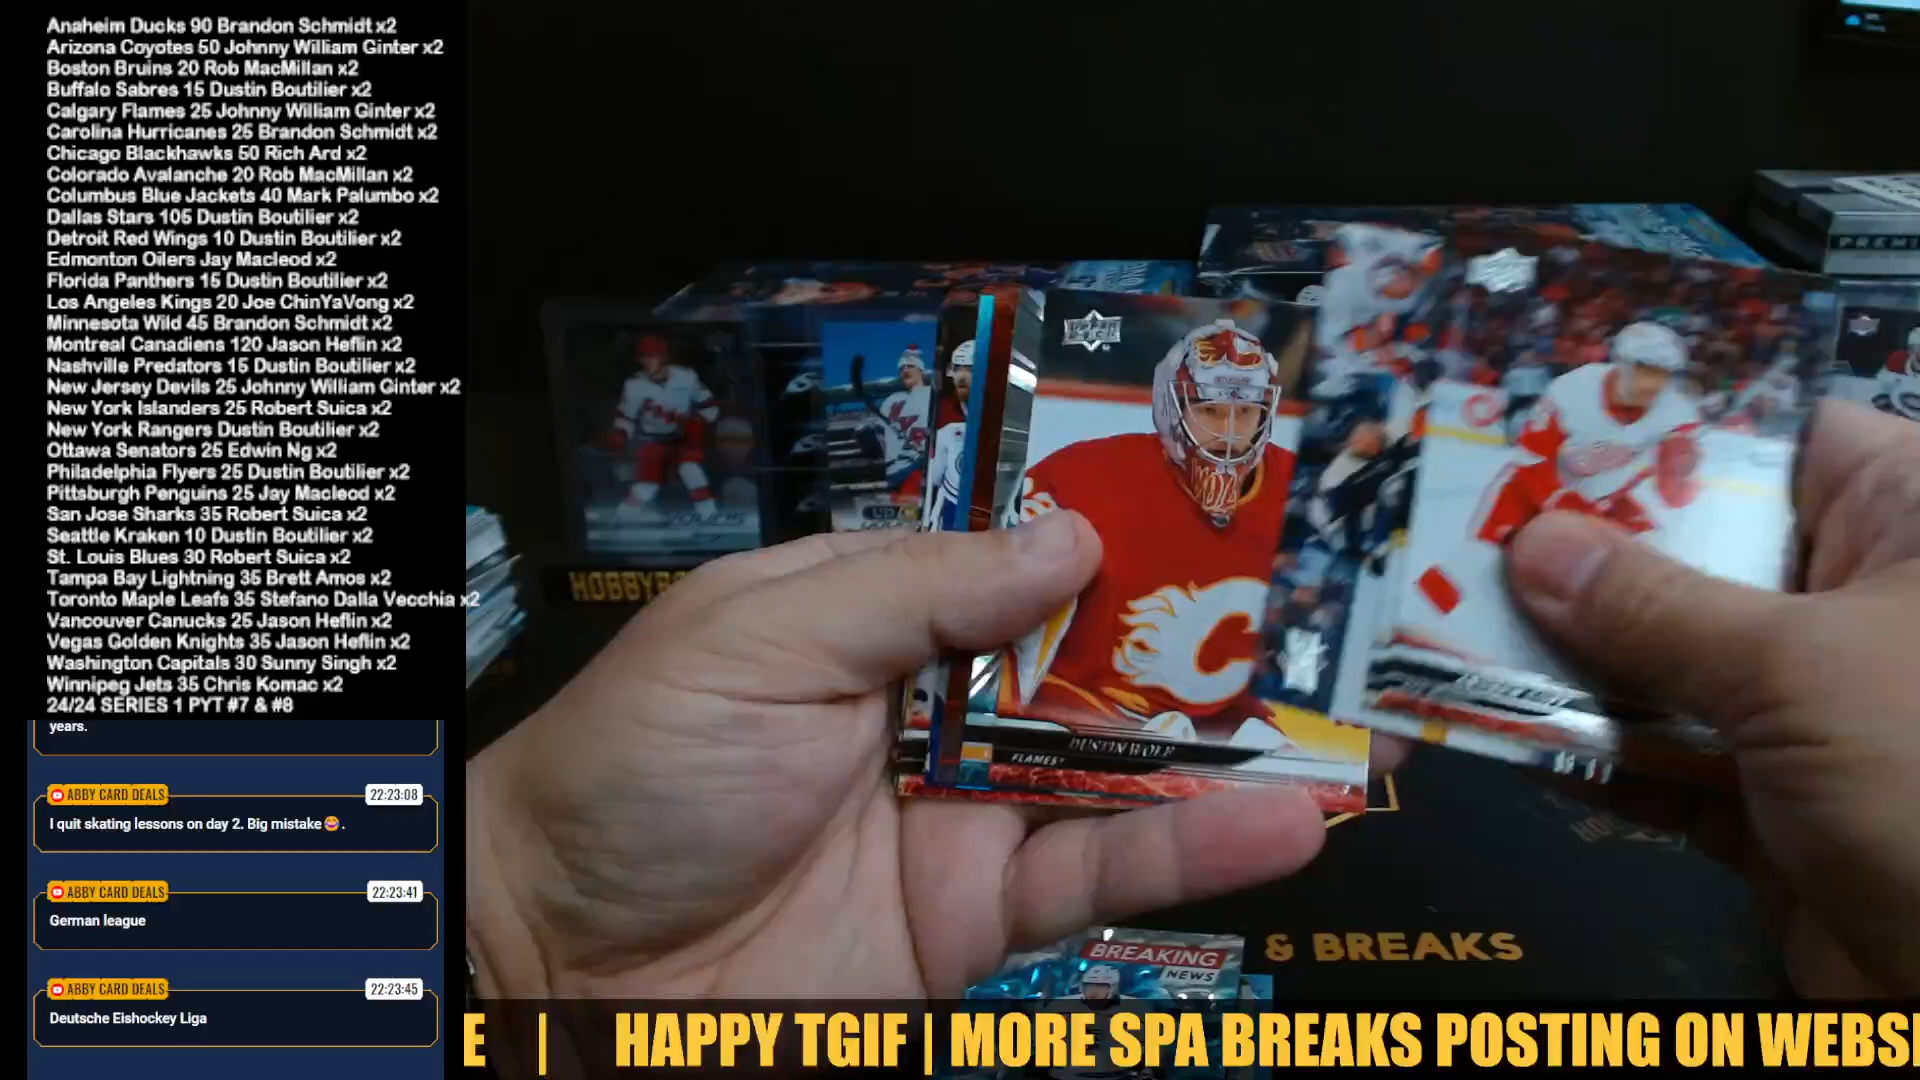 Anaheim Ducks 90 Brandon Schmidt x2
Arizona Coyotes 50 Johnny William Ginter x2
Boston Bruins 20 Rob MacMillan x2
Buffalo Sabres 15 Dustin Boutilier x2
Calgary Flames 25 Johnny William Ginter x2
Carolina Hurricanes 25 Brandon Schmidt x2
Chicago Blackhawks 50 Rich Ard x2
Colorado Avalanche 20 Rob MacMillan x2
Columbus Blue Jackets 40 Mark Palumbo x2
Dallas Stars 105 Dustin Boutilier x2
Detroit Red Wings 10 Dustin Boutilier x2
Edmonton Oilers Jay Macleod x2
Florida Panthers 15 Dustin Boutilier x2
Los Angeles Kings 20 Joe ChinYaVong x2
Minnesota Wild 45 Brandon Schmidt x2
Montreal Canadiens 120 Jason Heflin x2
Nashville Predators 15 Dustin Boutilier x2
New Jersey Devils 25 Johnny William Ginter x2
New York Islanders 25 Robert Suica x2
New York Rangers Dustin Boutilier x2
Ottawa Senators 25 Edwin Ng x2
Philadelphia Flyers 25 Dustin Boutilier x2
Pittsburgh Penguins 25 Jay Macleod x2
San Jose Sharks 35 Robert Suica x2
Seattle Kraken 10 Dustin Boutilier x2
St. Louis Blues 30 Robert Suica x2
Tampa Bay Lightning 35 Brett Amos x2
Toronto Maple Leafs 35 Stefano Dalla Vecchia x2
Vancouver Canucks 25 Jason Heflin x2
Vegas Golden Knights 35 Jason Heflin x2
Washington Capitals 30 Sunny Singh x2
Winnipeg Jets 35 Chris Komac x2
24/24 SERIES 1 PYT #7 & #8
years.
ABBY CARD DEALS 22:23:08
I quit skating lessons on day 2. Big mistake 😂.
ABBY CARD DEALS 22:23:41
German league
ABBY CARD DEALS 22:23:45
Deutsche Eishockey Liga
UPPER DECK
DUSTIN WOLF
FLAMES
& BREAKS
BREAKING
NEWS
E | HAPPY TGIF | MORE SPA BREAKS POSTING ON WEBS